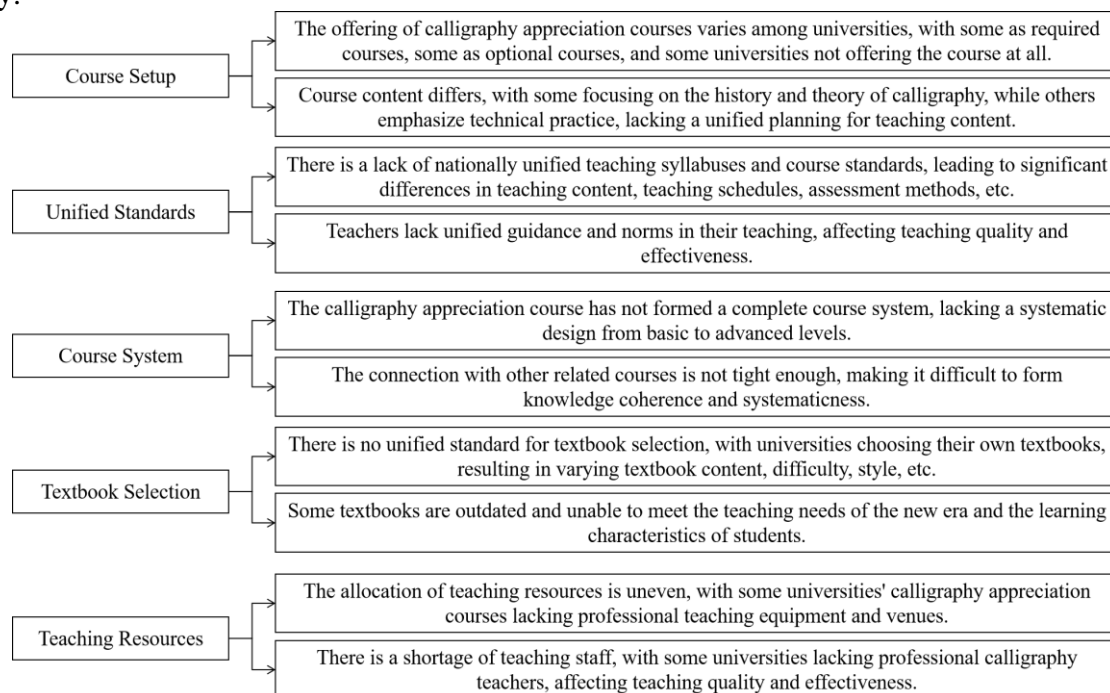 y.
The offering of calligraphy appreciation courses varies among universities, with some as required
courses, some as optional courses, and some universities not offering the course at all.
Course Setup
Course content differs, with some focusing on the history and theory of calligraphy, while others
emphasize technical practice, lacking a unified planning for teaching content.
There is a lack of nationally unified teaching syllabuses and course standards, leading to significant
differences in teaching content, teaching schedules, assessment methods, etc.
Unified Standards
Teachers lack unified guidance and norms in their teaching, affecting teaching quality and
effectiveness.
The calligraphy appreciation course has not formed a complete course system, lacking a systematic
design from basic to advanced levels.
Course System
The connection with other related courses is not tight enough, making it difficult to form
knowledge coherence and systematicness.
There is no unified standard for textbook selection, with universities choosing their own textbooks,
resulting in varying textbook content, difficulty, style, etc.
Textbook Selection
Some textbooks are outdated and unable to meet the teaching needs of the new era and the learning
characteristics of students.
The allocation of teaching resources is uneven, with some universities' calligraphy appreciation
courses lacking professional teaching equipment and venues.
Teaching Resources
There is a shortage of teaching staff, with some universities lacking professional calligraphy
teachers, affecting teaching quality and effectiveness.